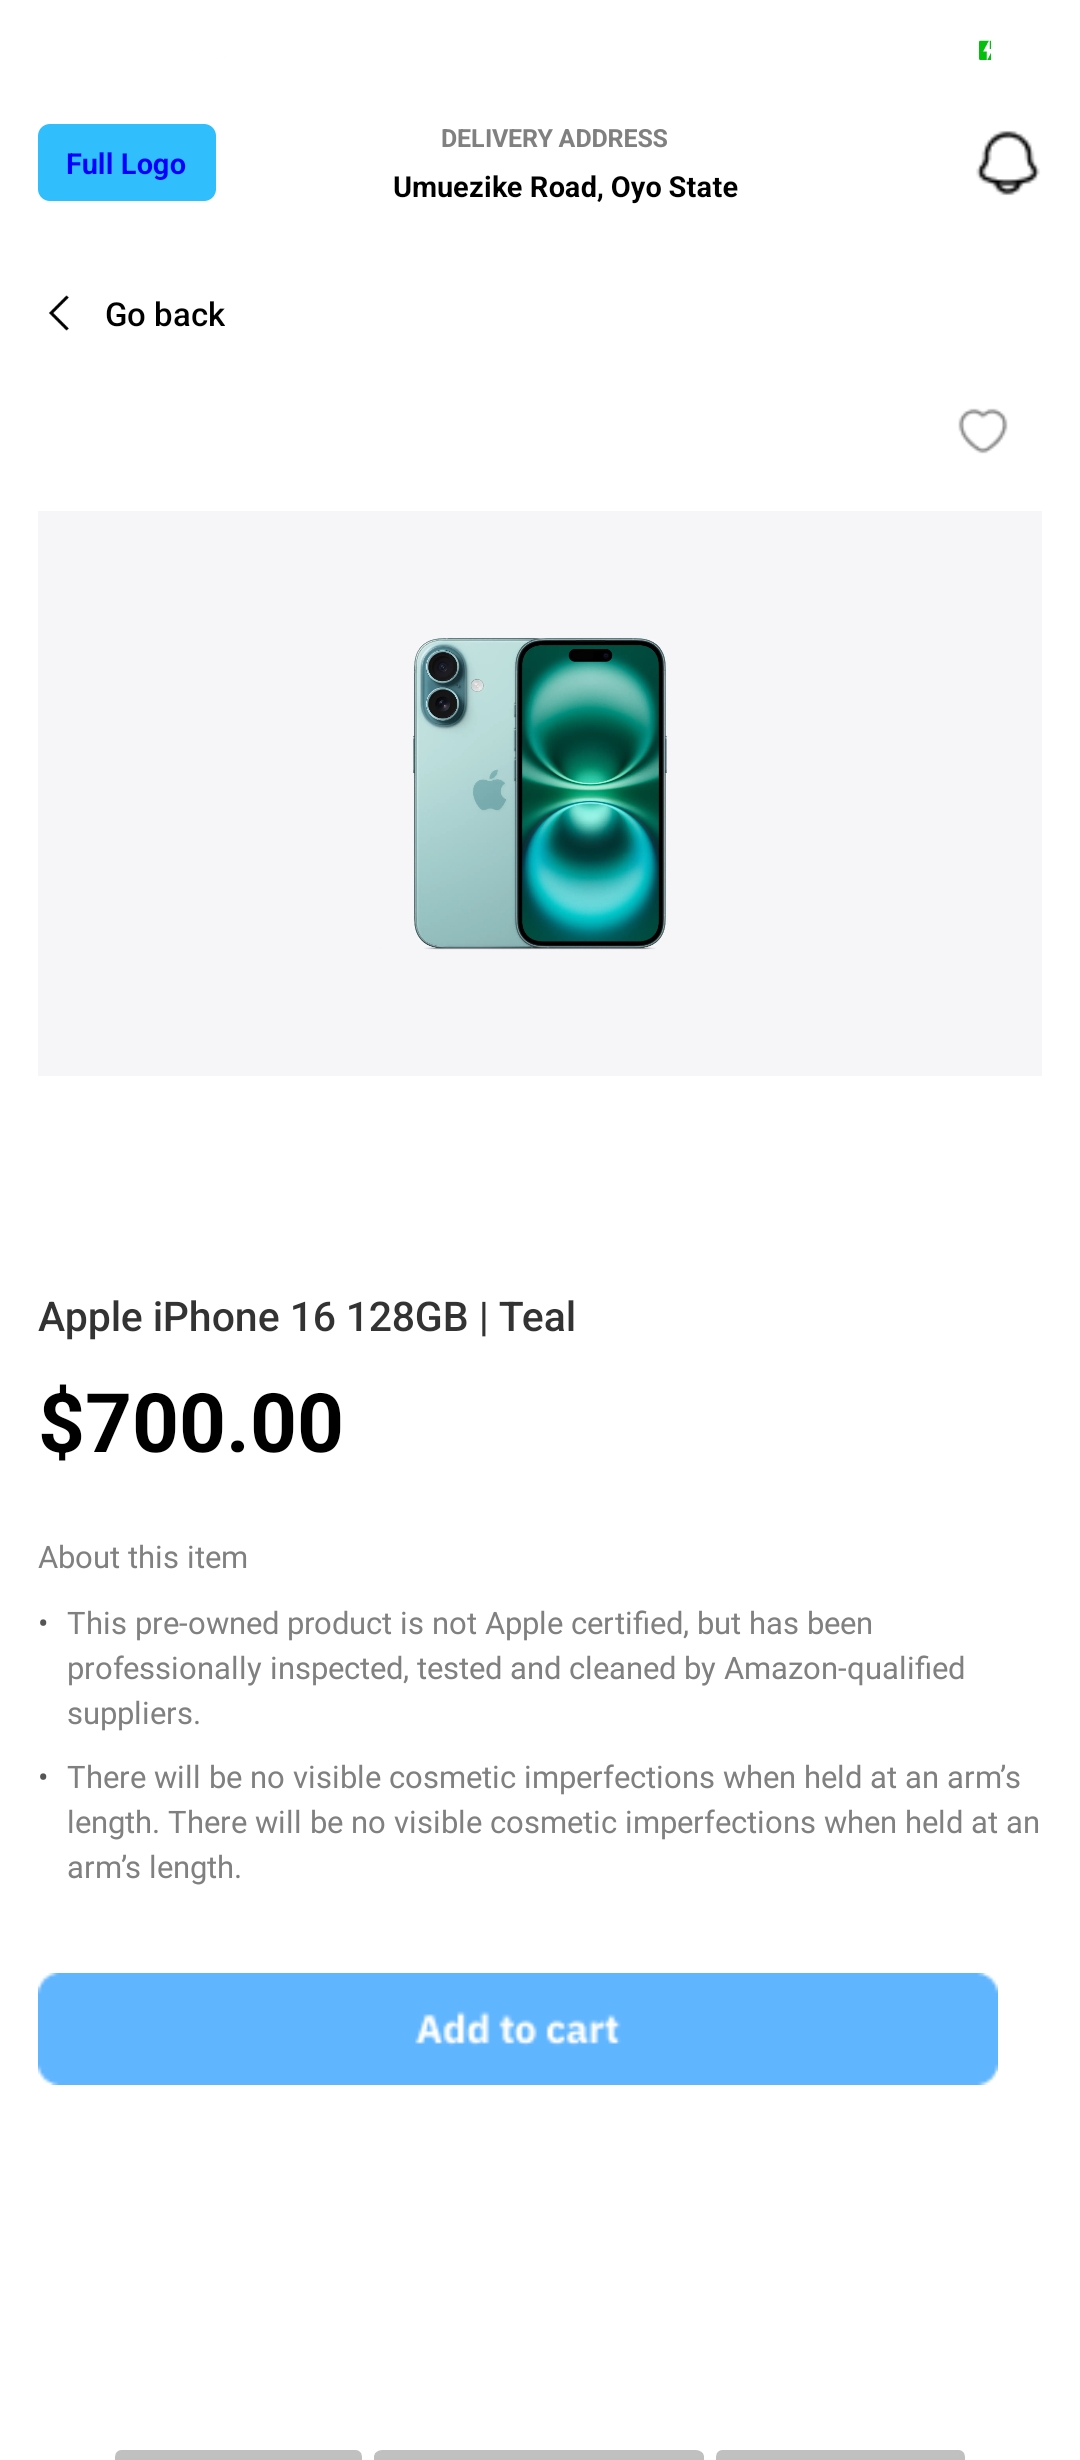 Full Logo
DELIVERY ADDRESS
Umuezike Road, Oyo State
Go back
Apple iPhone 16 128GB | Teal
$700.00
About this item
• This pre-owned product is not Apple certified, but has been
professionally inspected, tested and cleaned by Amazon-qualified
suppliers.
• There will be no visible cosmetic imperfections when held at an arm’s
length. There will be no visible cosmetic imperfections when held at an
arm’s length.
Add to cart